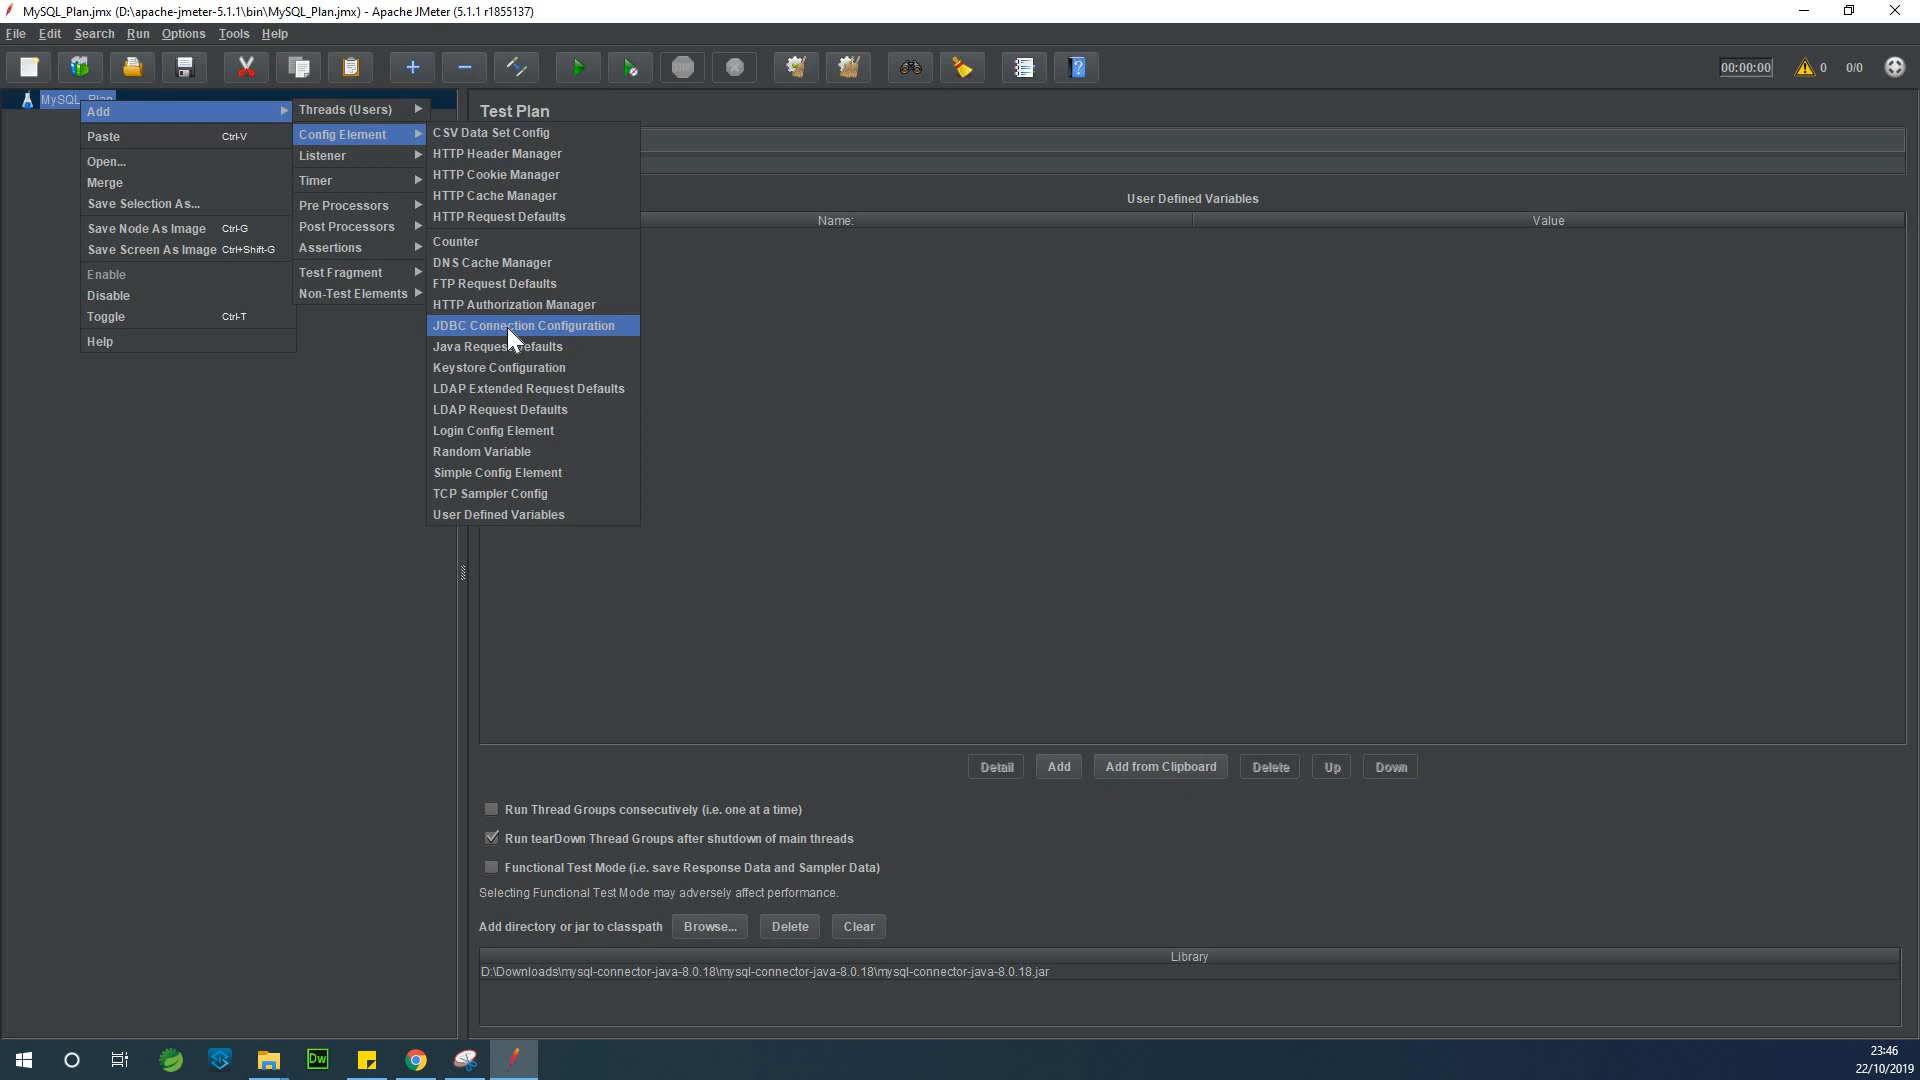 MySQL_Plan.jmx (D:\apache-jmeter-5.1.1\bin\MySQL_Plan.jmx) - Apache JMeter (5.1.1 r1855137)
File Edit Search Run Options Tools Help
00:00:00 0 0/0
MySQL_Plan
Add
Paste Ctrl-V
Open...
Merge
Save Selection As...
Save Node As Image Ctrl-G
Save Screen As Image Ctrl+Shift-G
Enable
Disable
Toggle Ctrl-T
Help
Threads (Users)
Config Element
Listener
Timer
Pre Processors
Post Processors
Assertions
Test Fragment
Non-Test Elements
CSV Data Set Config
HTTP Header Manager
HTTP Cookie Manager
HTTP Cache Manager
HTTP Request Defaults
Counter
DNS Cache Manager
FTP Request Defaults
HTTP Authorization Manager
JDBC Connection Configuration
Java Request Defaults
Keystore Configuration
LDAP Extended Request Defaults
LDAP Request Defaults
Login Config Element
Random Variable
Simple Config Element
TCP Sampler Config
User Defined Variables
Test Plan
User Defined Variables
Name: Value
Detail Add Add from Clipboard Delete Up Down
Run Thread Groups consecutively (i.e. one at a time)
Run tearDown Thread Groups after shutdown of main threads
Functional Test Mode (i.e. save Response Data and Sampler Data)
Selecting Functional Test Mode may adversely affect performance.
Add directory or jar to classpath Browse... Delete Clear
Library
D:\Downloads\mysql-connector-java-8.0.18\mysql-connector-java-8.0.18\mysql-connector-java-8.0.18.jar
Dw
23:46
22/10/2019